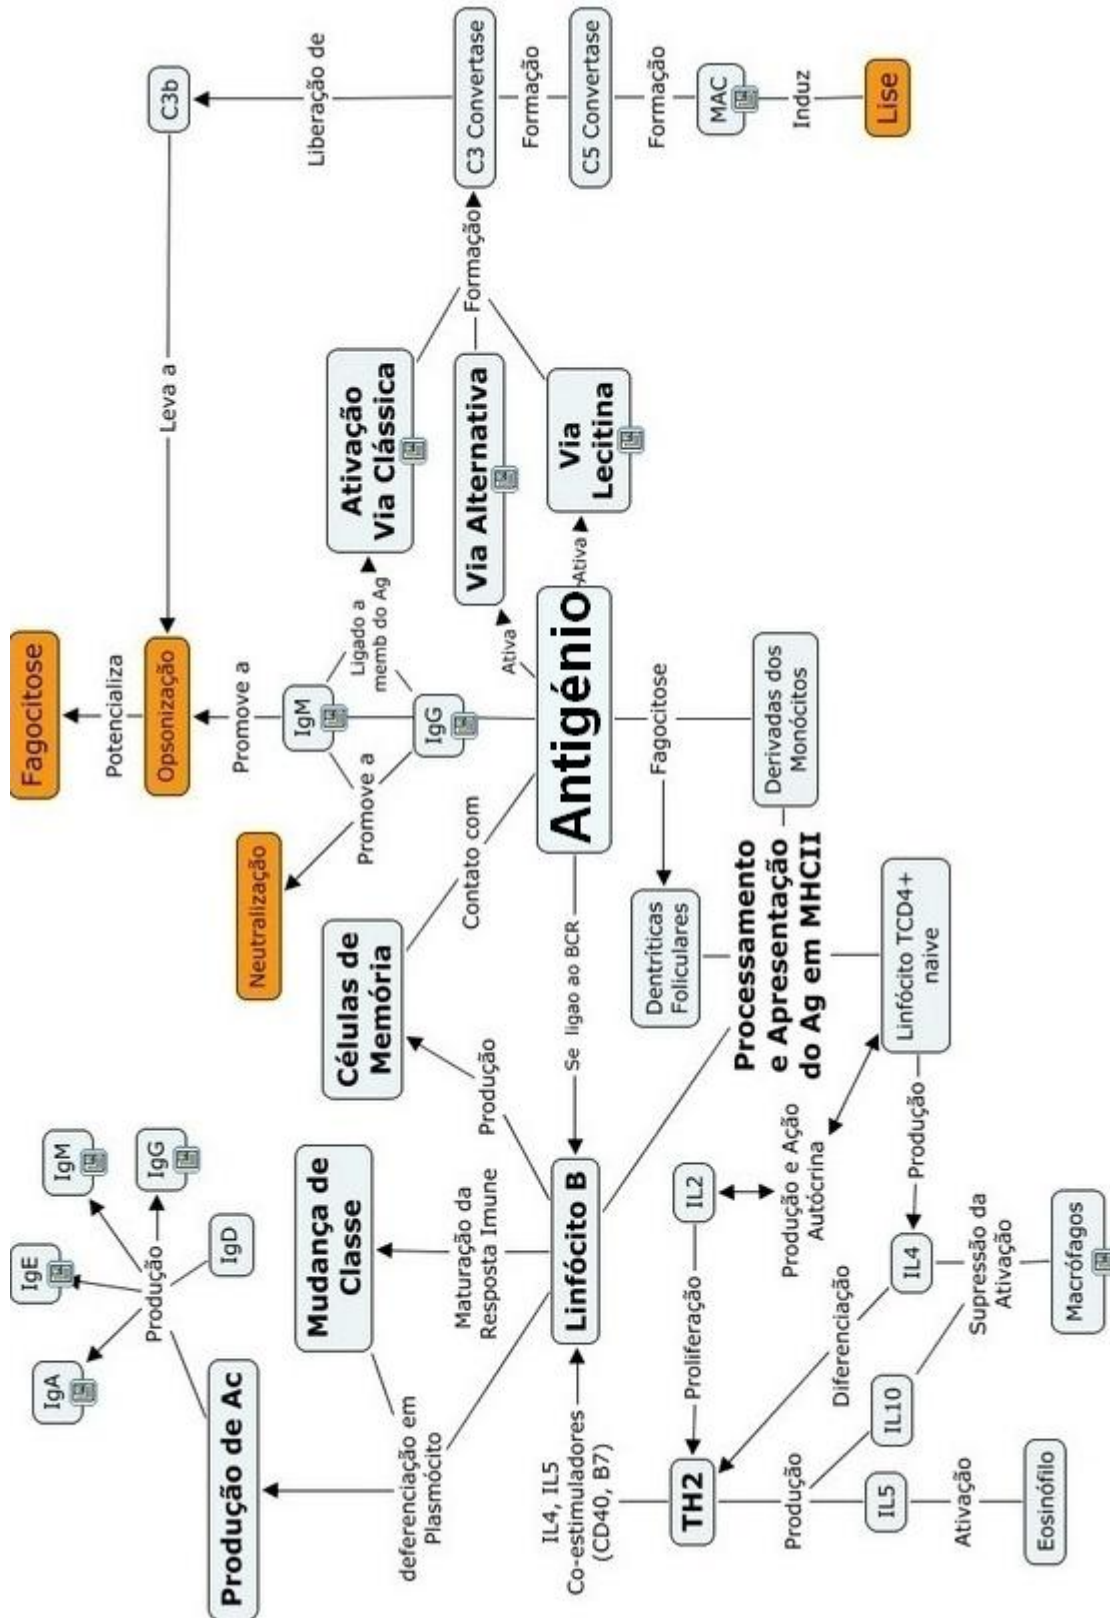 Fagocitose
IgE
IgA
IgM
Potencializa
IgG
Produção
Opsonização
Leva a
C3b
IgD
Produção de Ac
Promove a
Neutralização
IgM
Liberação de
Mudança de
Classe
Células de
Memória
Promove a
Ligado a
memb do Ag
Ativação
Via Clássica
deferenciação em
Plasmócito
Maturação da
Resposta Imune
Produção
Contato com
IgG
Via Alternativa
Formação
C3 Convertase
Ativa
Formação
IL4, IL5
Co-estimuladores
(CD40, B7)
Linfócito B
Se ligao ao BCR
Antigénio
Ativa
Via
Lecitina
C5 Convertase
Formação
Fagocitose
Dentríticas
Foliculares
TH2
Proliferação
IL2
MAC
Processamento
e Apresentação
do Ag em MHCII
Derivadas dos
Monócitos
Produção
Produção e Ação
Autócrina
Induz
Diferenciação
IL5
IL10
IL4
Produção
Linfócito TCD4+
naive
Lise
Ativação
Supressão da
Ativação
Eosinófilo
Macrófagos